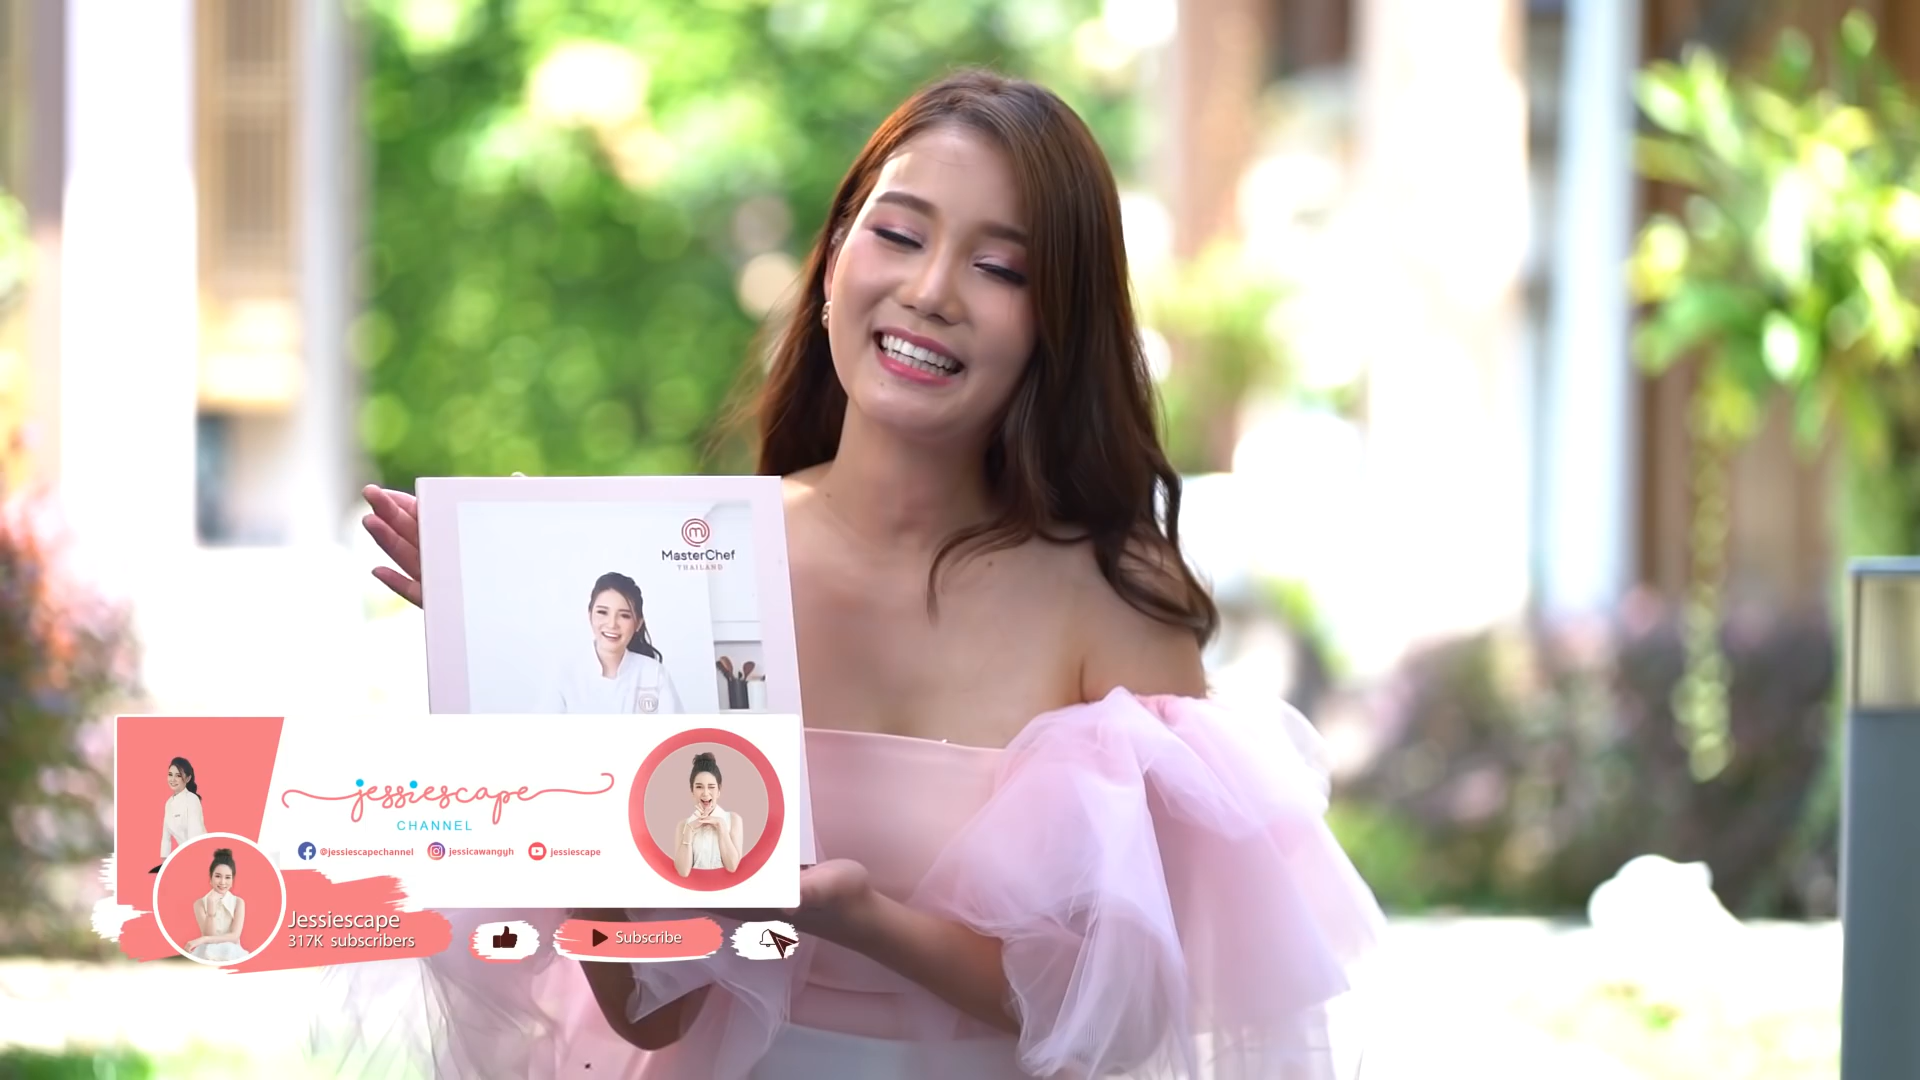 MasterChef
THAILAND
jessiescape
CHANNEL
@jessiescapechannel
jessicawangyh
jessiescape
Jessiescape
317K subscribers
Subscribe